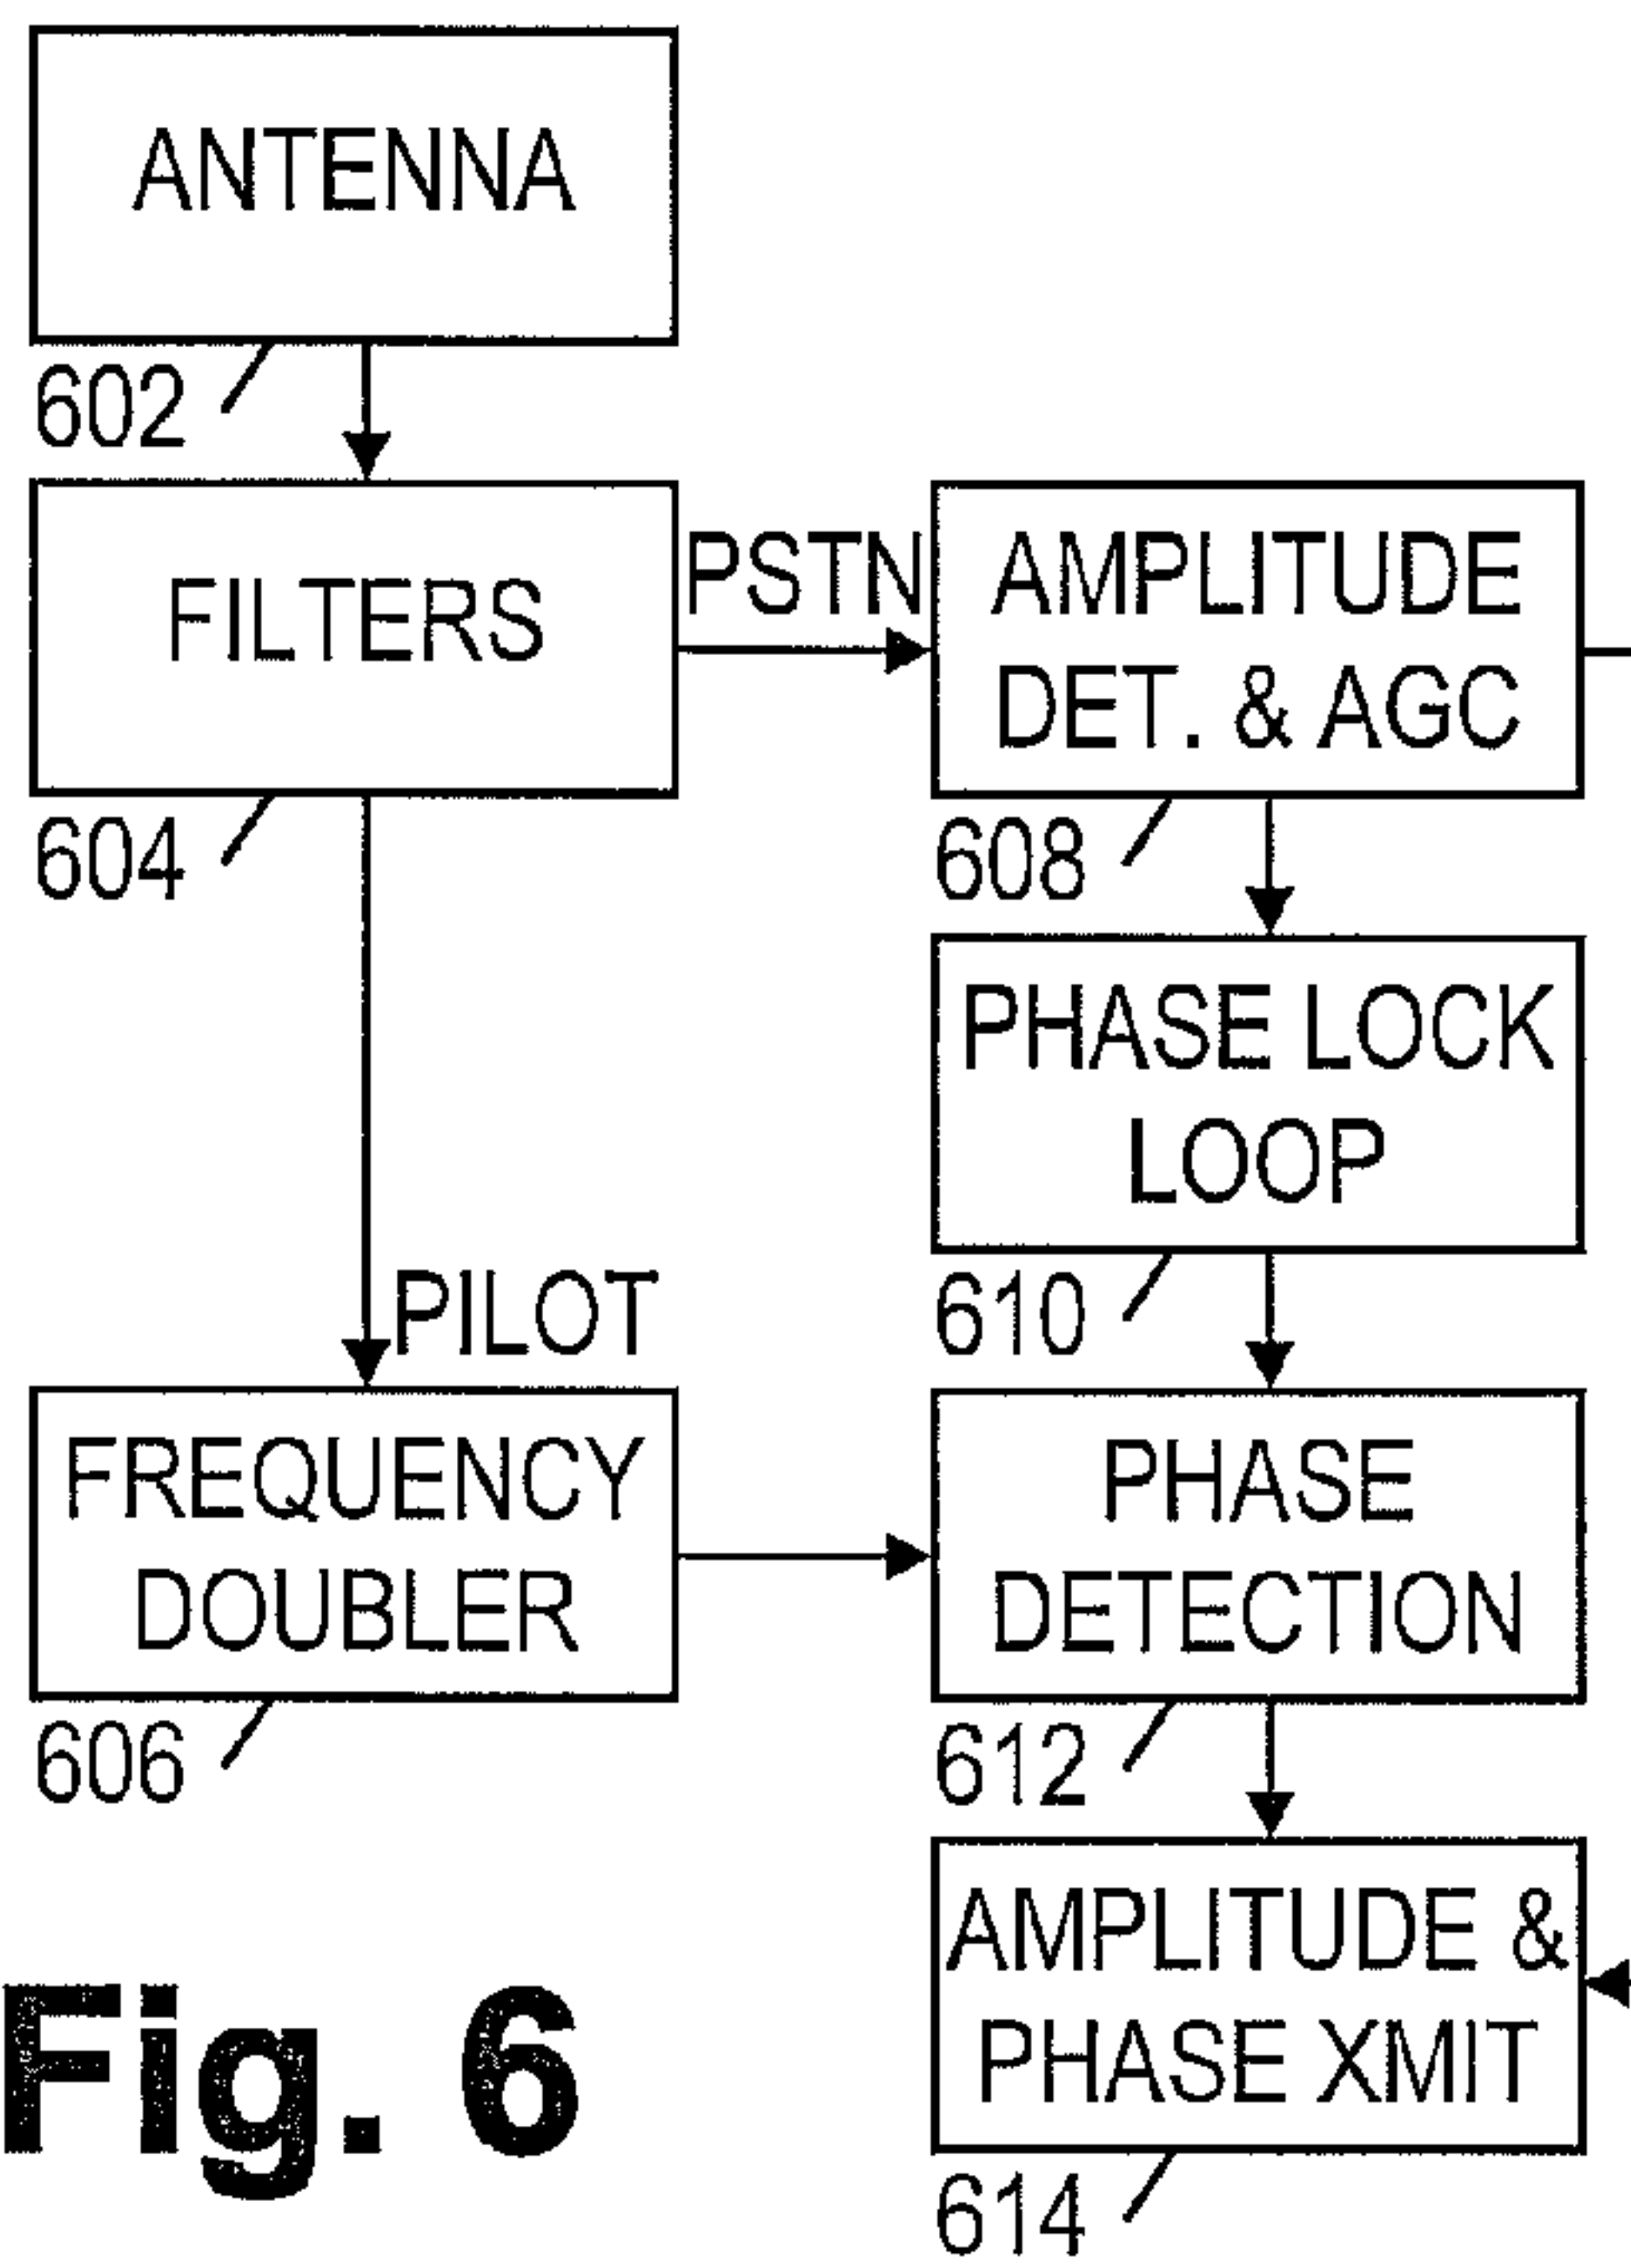 ANTENNA
602
FILTERS
604
PSTN
AMPLITUDE
DET. & AGC
608
PHASE LOCK
LOOP
610
PILOT
FREQUENCY
DOUBLER
606
PHASE
DETECTION
612
AMPLITUDE &
PHASE XMIT
614
Fig. 6